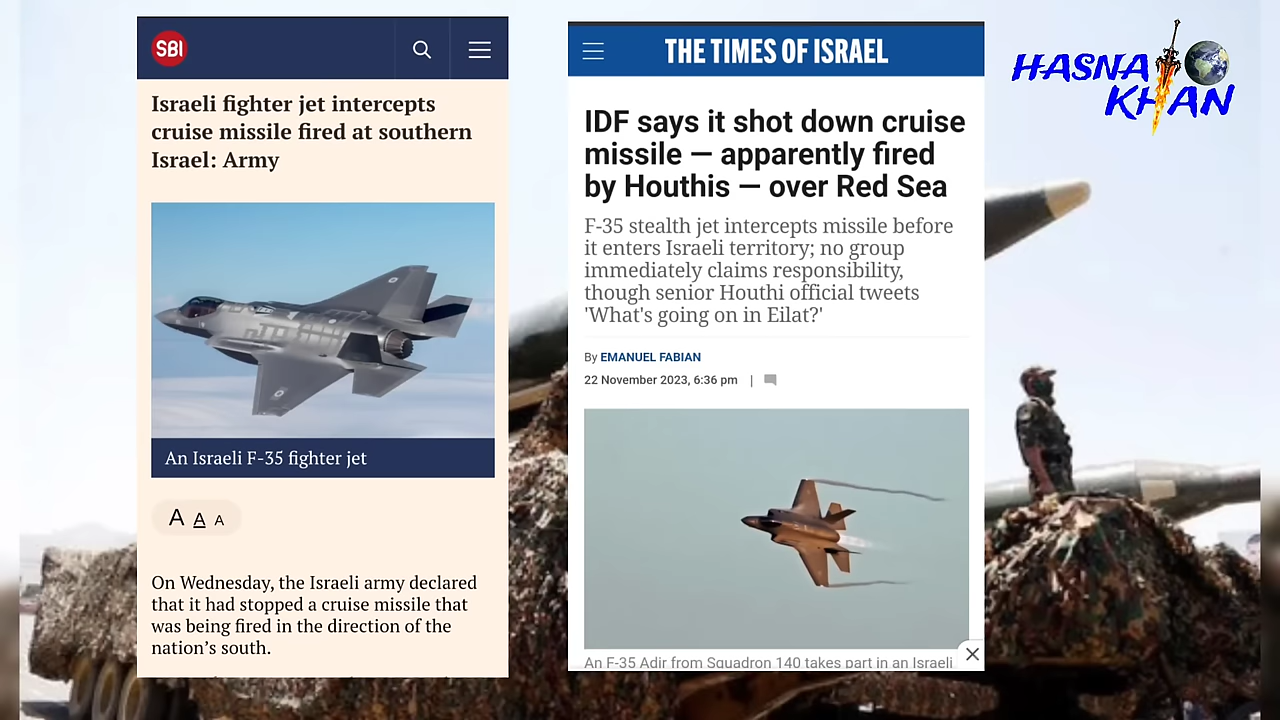 SBI
Israeli fighter jet intercepts
cruise missile fired at southern
Israel: Army
An Israeli F-35 fighter jet
A A A
On Wednesday, the Israeli army declared
that it had stopped a cruise missile that
was being fired in the direction of the
nation’s south.
THE TIMES OF ISRAEL
IDF says it shot down cruise
missile — apparently fired
by Houthis — over Red Sea
F-35 stealth jet intercepts missile before
it enters Israeli territory; no group
immediately claims responsibility,
though senior Houthi official tweets
'What's going on in Eilat?'
By EMANUEL FABIAN
22 November 2023, 6:36 pm |
An F-35 Adir from Squadron 140 takes part in an Israeli
HASNA
KHAN